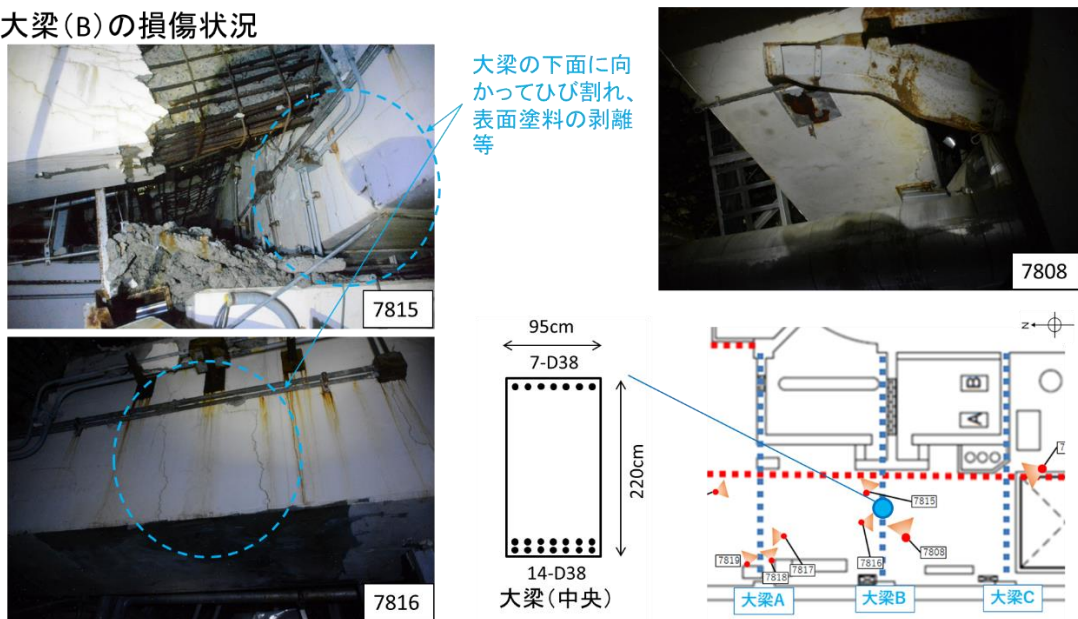 大梁(B)の損傷状況
大梁の下面に向
かってひび割れ、
表面塗料の剥離
等
7815
7808
7816
95cm
7-D38
220cm
14-D38
大梁(中央)
N
B
A
7815
7816
7808
7819
7818
7817
大梁A
大梁B
大梁C